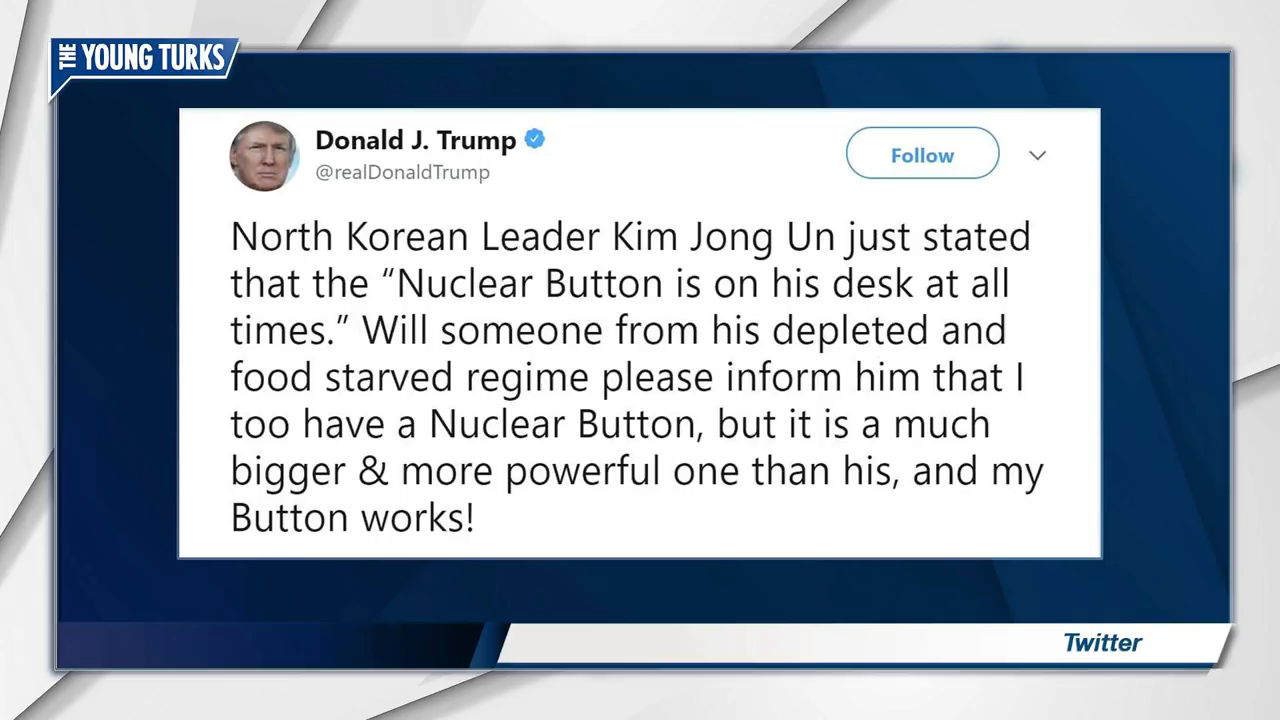 THE YOUNG TURKS
Donald J. Trump
@realDonaldTrump
Follow
North Korean Leader Kim Jong Un just stated
that the “Nuclear Button is on his desk at all
times.” Will someone from his depleted and
food starved regime please inform him that I
too have a Nuclear Button, but it is a much
bigger & more powerful one than his, and my
Button works!
Twitter